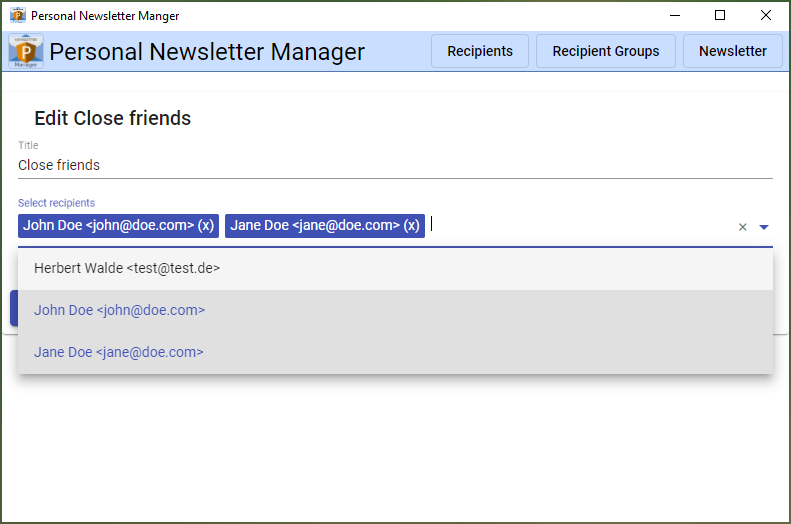 Personal Newsletter Manger
NEWSLETTER
Manager
Personal Newsletter Manager
Recipients
Recipient Groups
Newsletter
Edit Close friends
Title
Close friends
Select recipients
John Doe <john@doe.com> (x) Jane Doe <jane@doe.com> (x)
Herbert Walde <test@test.de>
John Doe <john@doe.com>
Jane Doe <jane@doe.com>